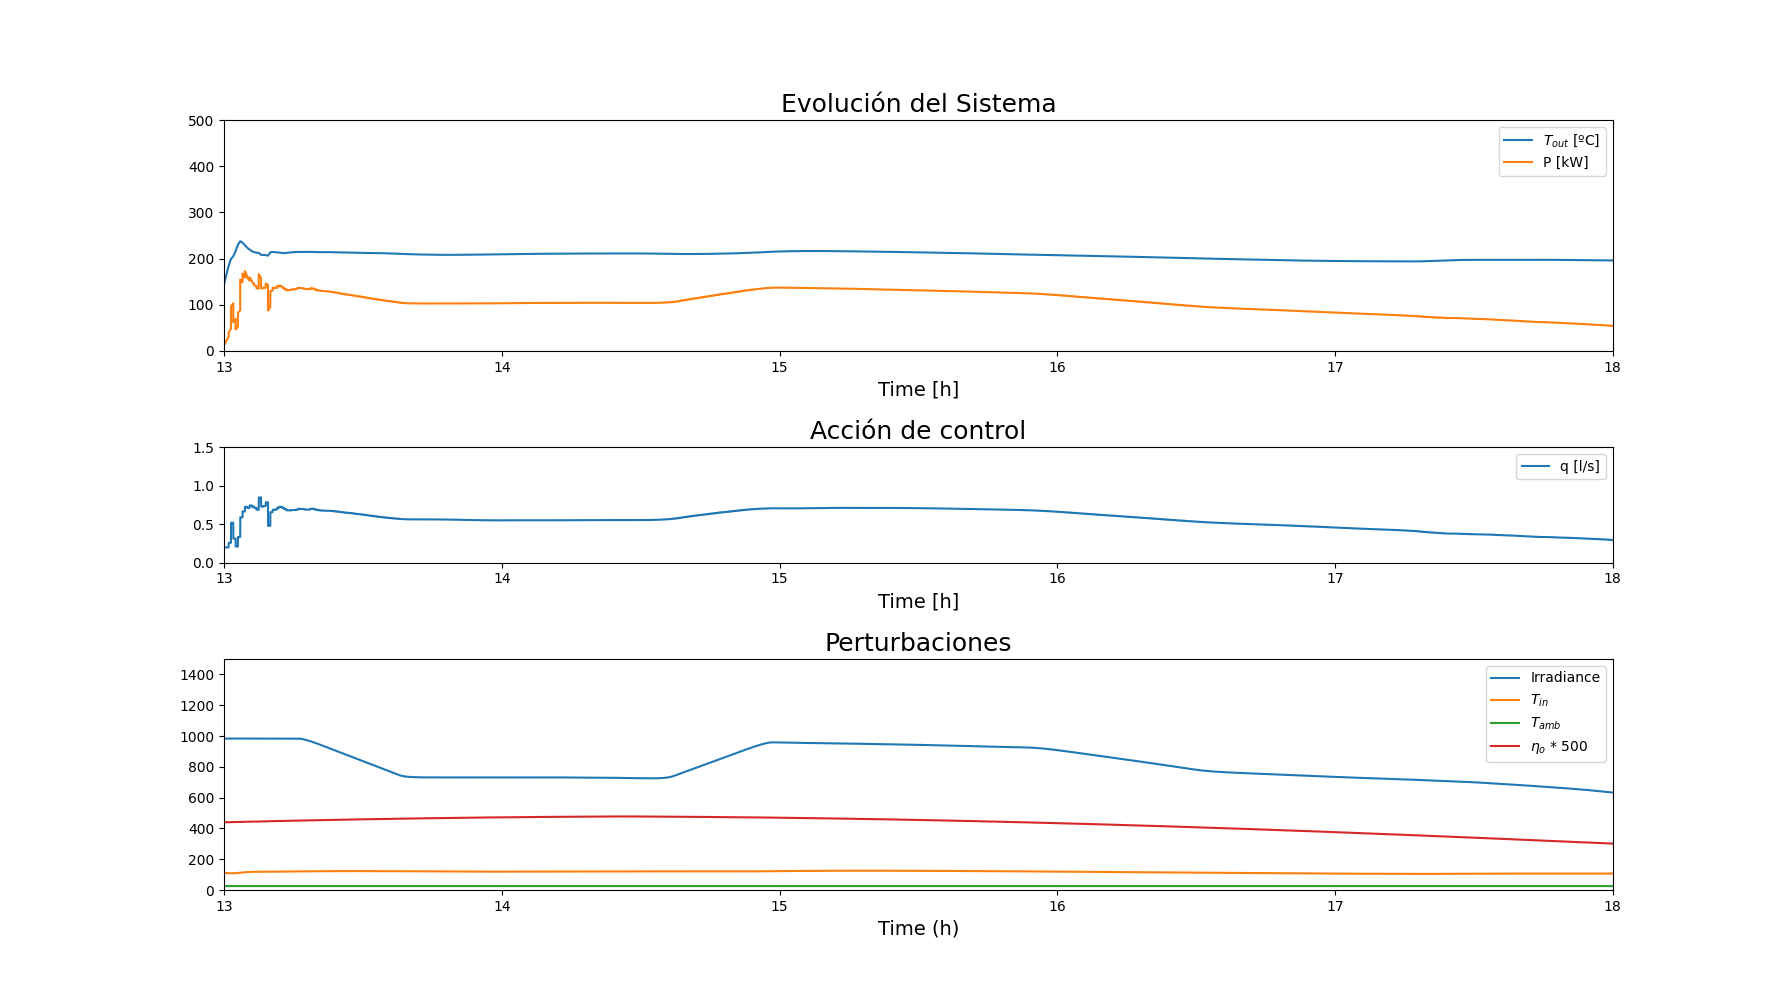 Evolución del Sistema
500
400
300
200
100
0
T_out [ºC]
P [kW]
13 14 15 16 17 18
Time [h]
Acción de control
1.5
1.0
0.5
0.0
q [l/s]
13 14 15 16 17 18
Time [h]
Perturbaciones
1400
1200
1000
800
600
400
200
0
Irradiance
T_in
T_amb
η_o * 500
13 14 15 16 17 18
Time (h)